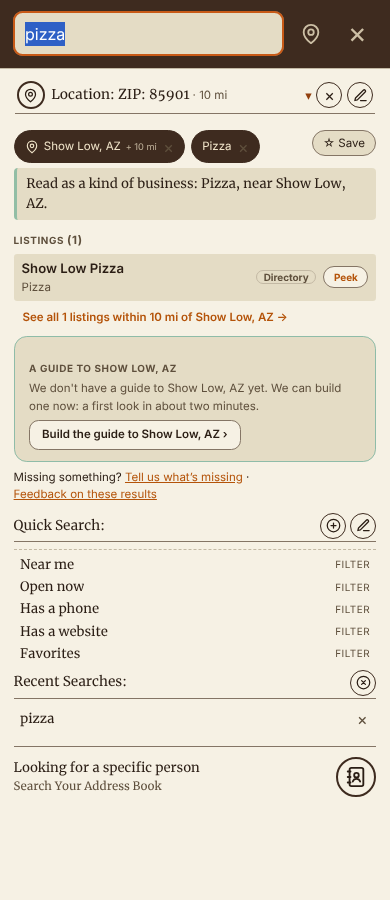 pizza
Location: ZIP: 85901 · 10 mi
Show Low, AZ + 10 mi
Pizza
☆ Save
Read as a kind of business: Pizza, near Show Low,
AZ.
LISTINGS (1)
Show Low Pizza
Directory
Peek
Pizza
See all 1 listings within 10 mi of Show Low, AZ →
A GUIDE TO SHOW LOW, AZ
We don't have a guide to Show Low, AZ yet. We can build
one now: a first look in about two minutes.
Build the guide to Show Low, AZ ›
Missing something? Tell us what's missing ·
Feedback on these results
Quick Search:
Near me FILTER
Open now FILTER
Has a phone FILTER
Has a website FILTER
Favorites FILTER
Recent Searches:
pizza
Looking for a specific person
Search Your Address Book